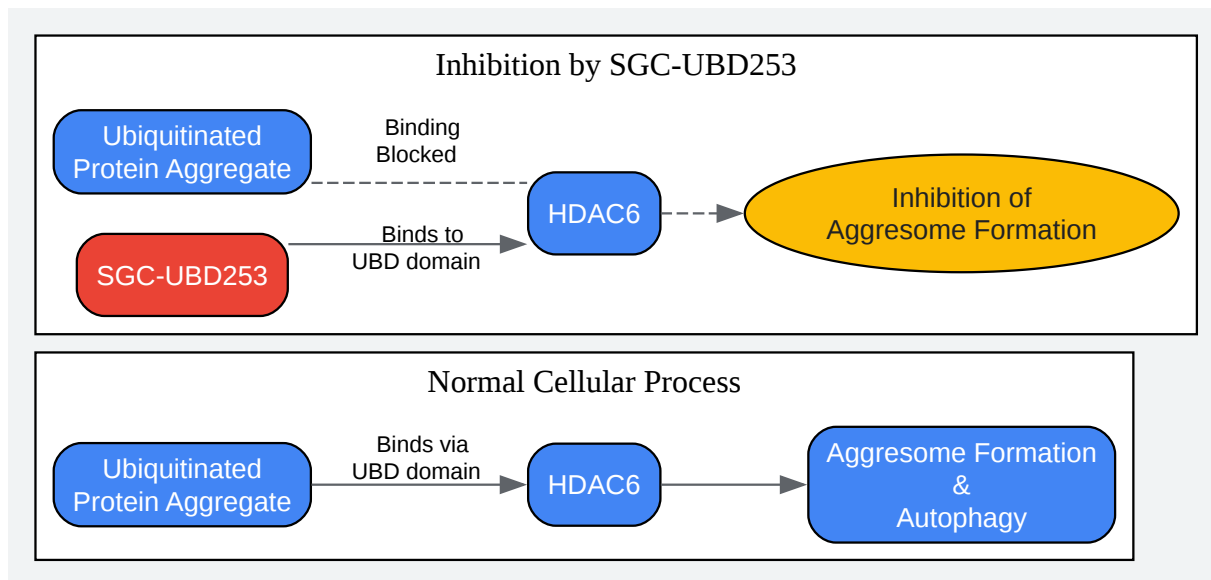 Inhibition by SGC-UBD253
Ubiquitinated
Protein Aggregate
Binding
Blocked
HDAC6
Inhibition of
Aggresome Formation
Binds to
UBD domain
SGC-UBD253
Normal Cellular Process
Ubiquitinated
Protein Aggregate
Binds via
UBD domain
HDAC6
Aggresome Formation
&
Autophagy